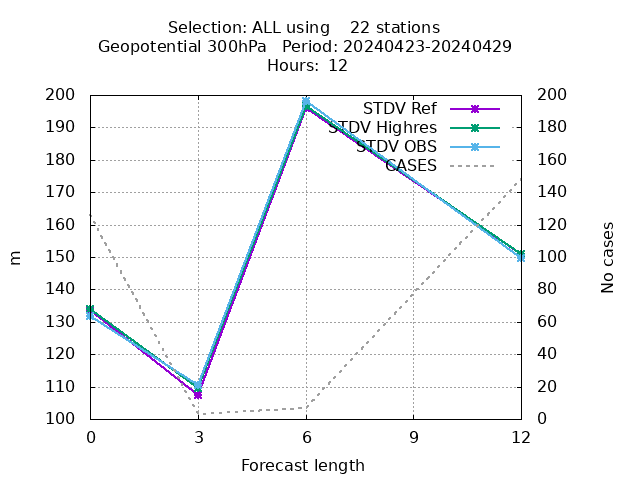 Selection: ALL using    22 stations
Geopotential 300hPa   Period: 20240423-20240429
Hours:  12
200
190
180
170
160
150
140
130
120
110
100
m
STDV Ref
STDV Highres
STDV OBS
CASES
200
180
160
140
120
100
80
60
40
20
0
No cases
0 3 6 9 12
Forecast length